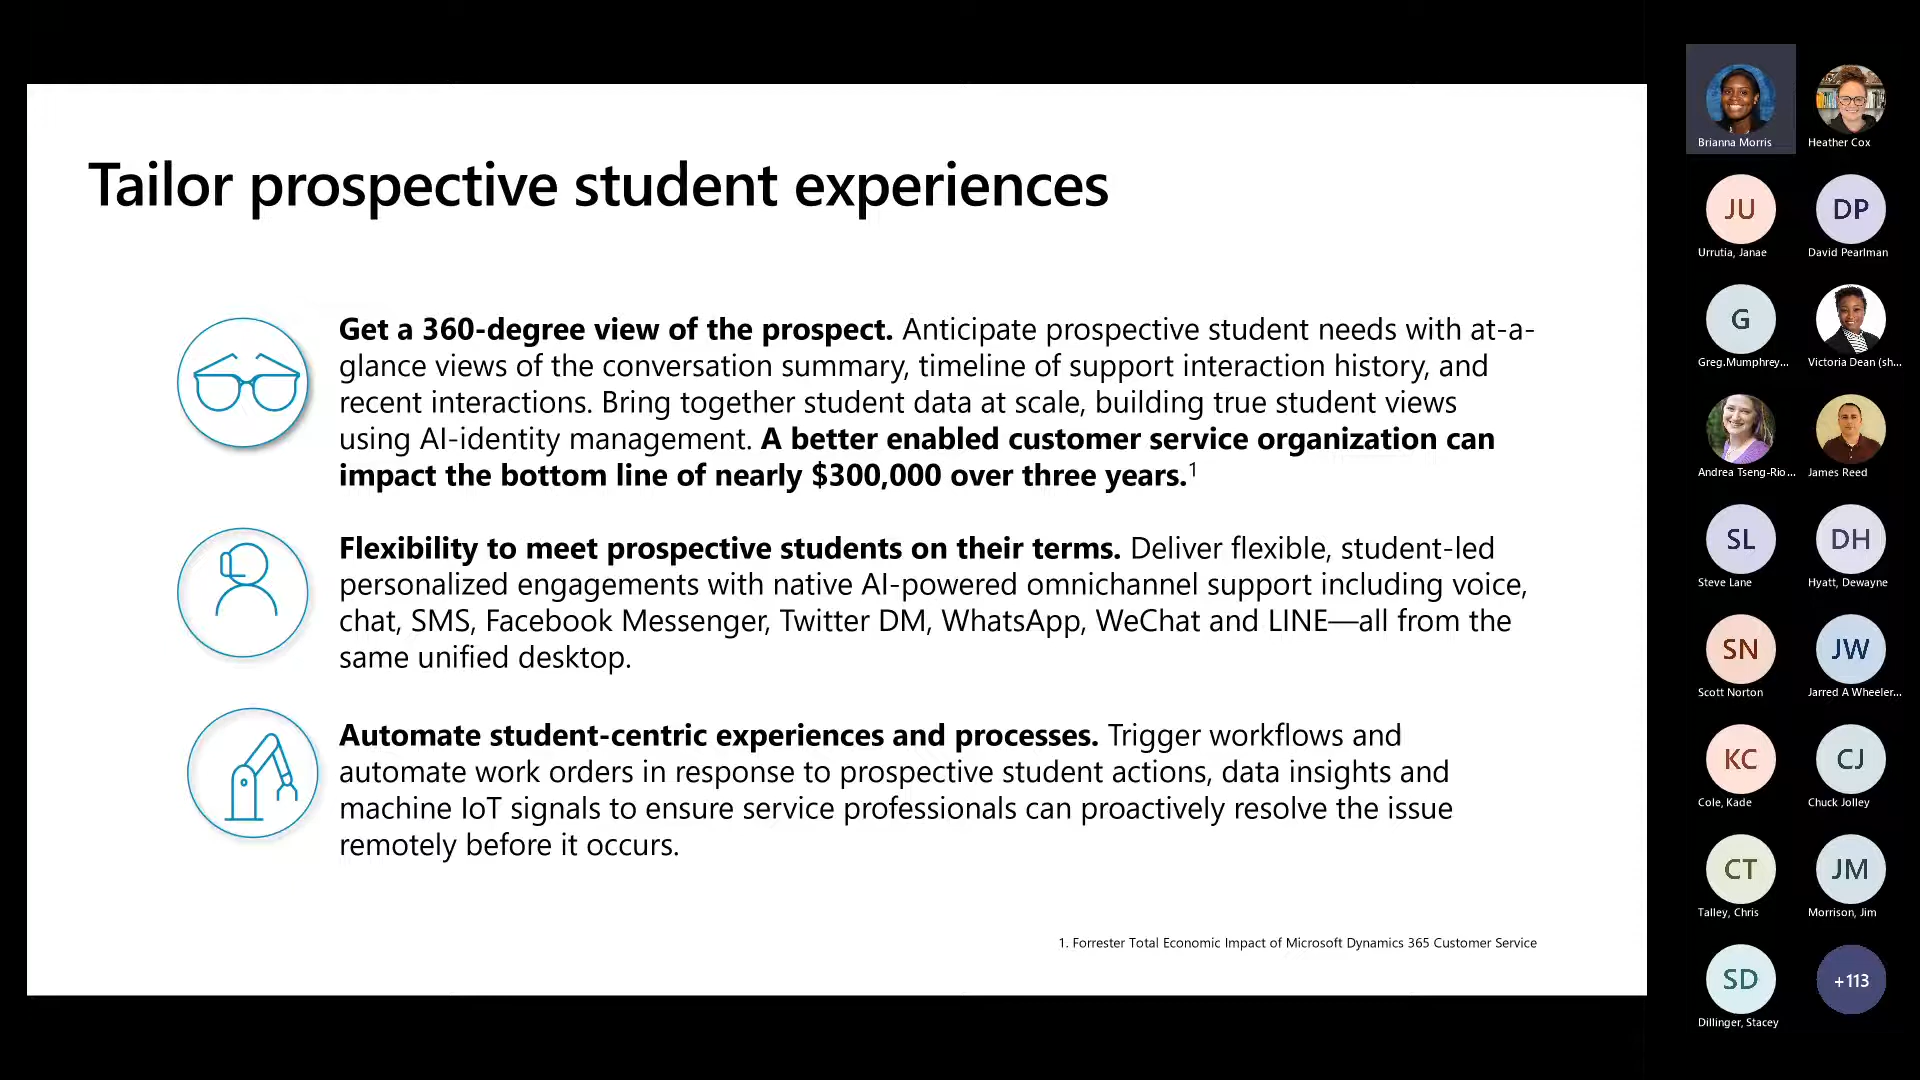 Tailor prospective student experiences
Get a 360-degree view of the prospect. Anticipate prospective student needs with at-a-
glance views of the conversation summary, timeline of support interaction history, and
recent interactions. Bring together student data at scale, building true student views
using AI-identity management. A better enabled customer service organization can
impact the bottom line of nearly $300,000 over three years.1
Flexibility to meet prospective students on their terms. Deliver flexible, student-led
personalized engagements with native AI-powered omnichannel support including voice,
chat, SMS, Facebook Messenger, Twitter DM, WhatsApp, WeChat and LINE—all from the
same unified desktop.
Automate student-centric experiences and processes. Trigger workflows and
automate work orders in response to prospective student actions, data insights and
machine IoT signals to ensure service professionals can proactively resolve the issue
remotely before it occurs.
1. Forrester Total Economic Impact of Microsoft Dynamics 365 Customer Service
Brianna Morris
Heather Cox
JU
Urrutia, Janae
DP
David Pearlman
G
Greg.Mumphrey...
Victoria Dean (sh...
Andrea Tseng-Rio...
James Reed
SL
Steve Lane
DH
Hyatt, Dewayne
SN
Scott Norton
JW
Jarred A Wheeler...
KC
Cole, Kade
CJ
Chuck Jolley
CT
Talley, Chris
JM
Morrison, Jim
SD
Dillinger, Stacey
+113